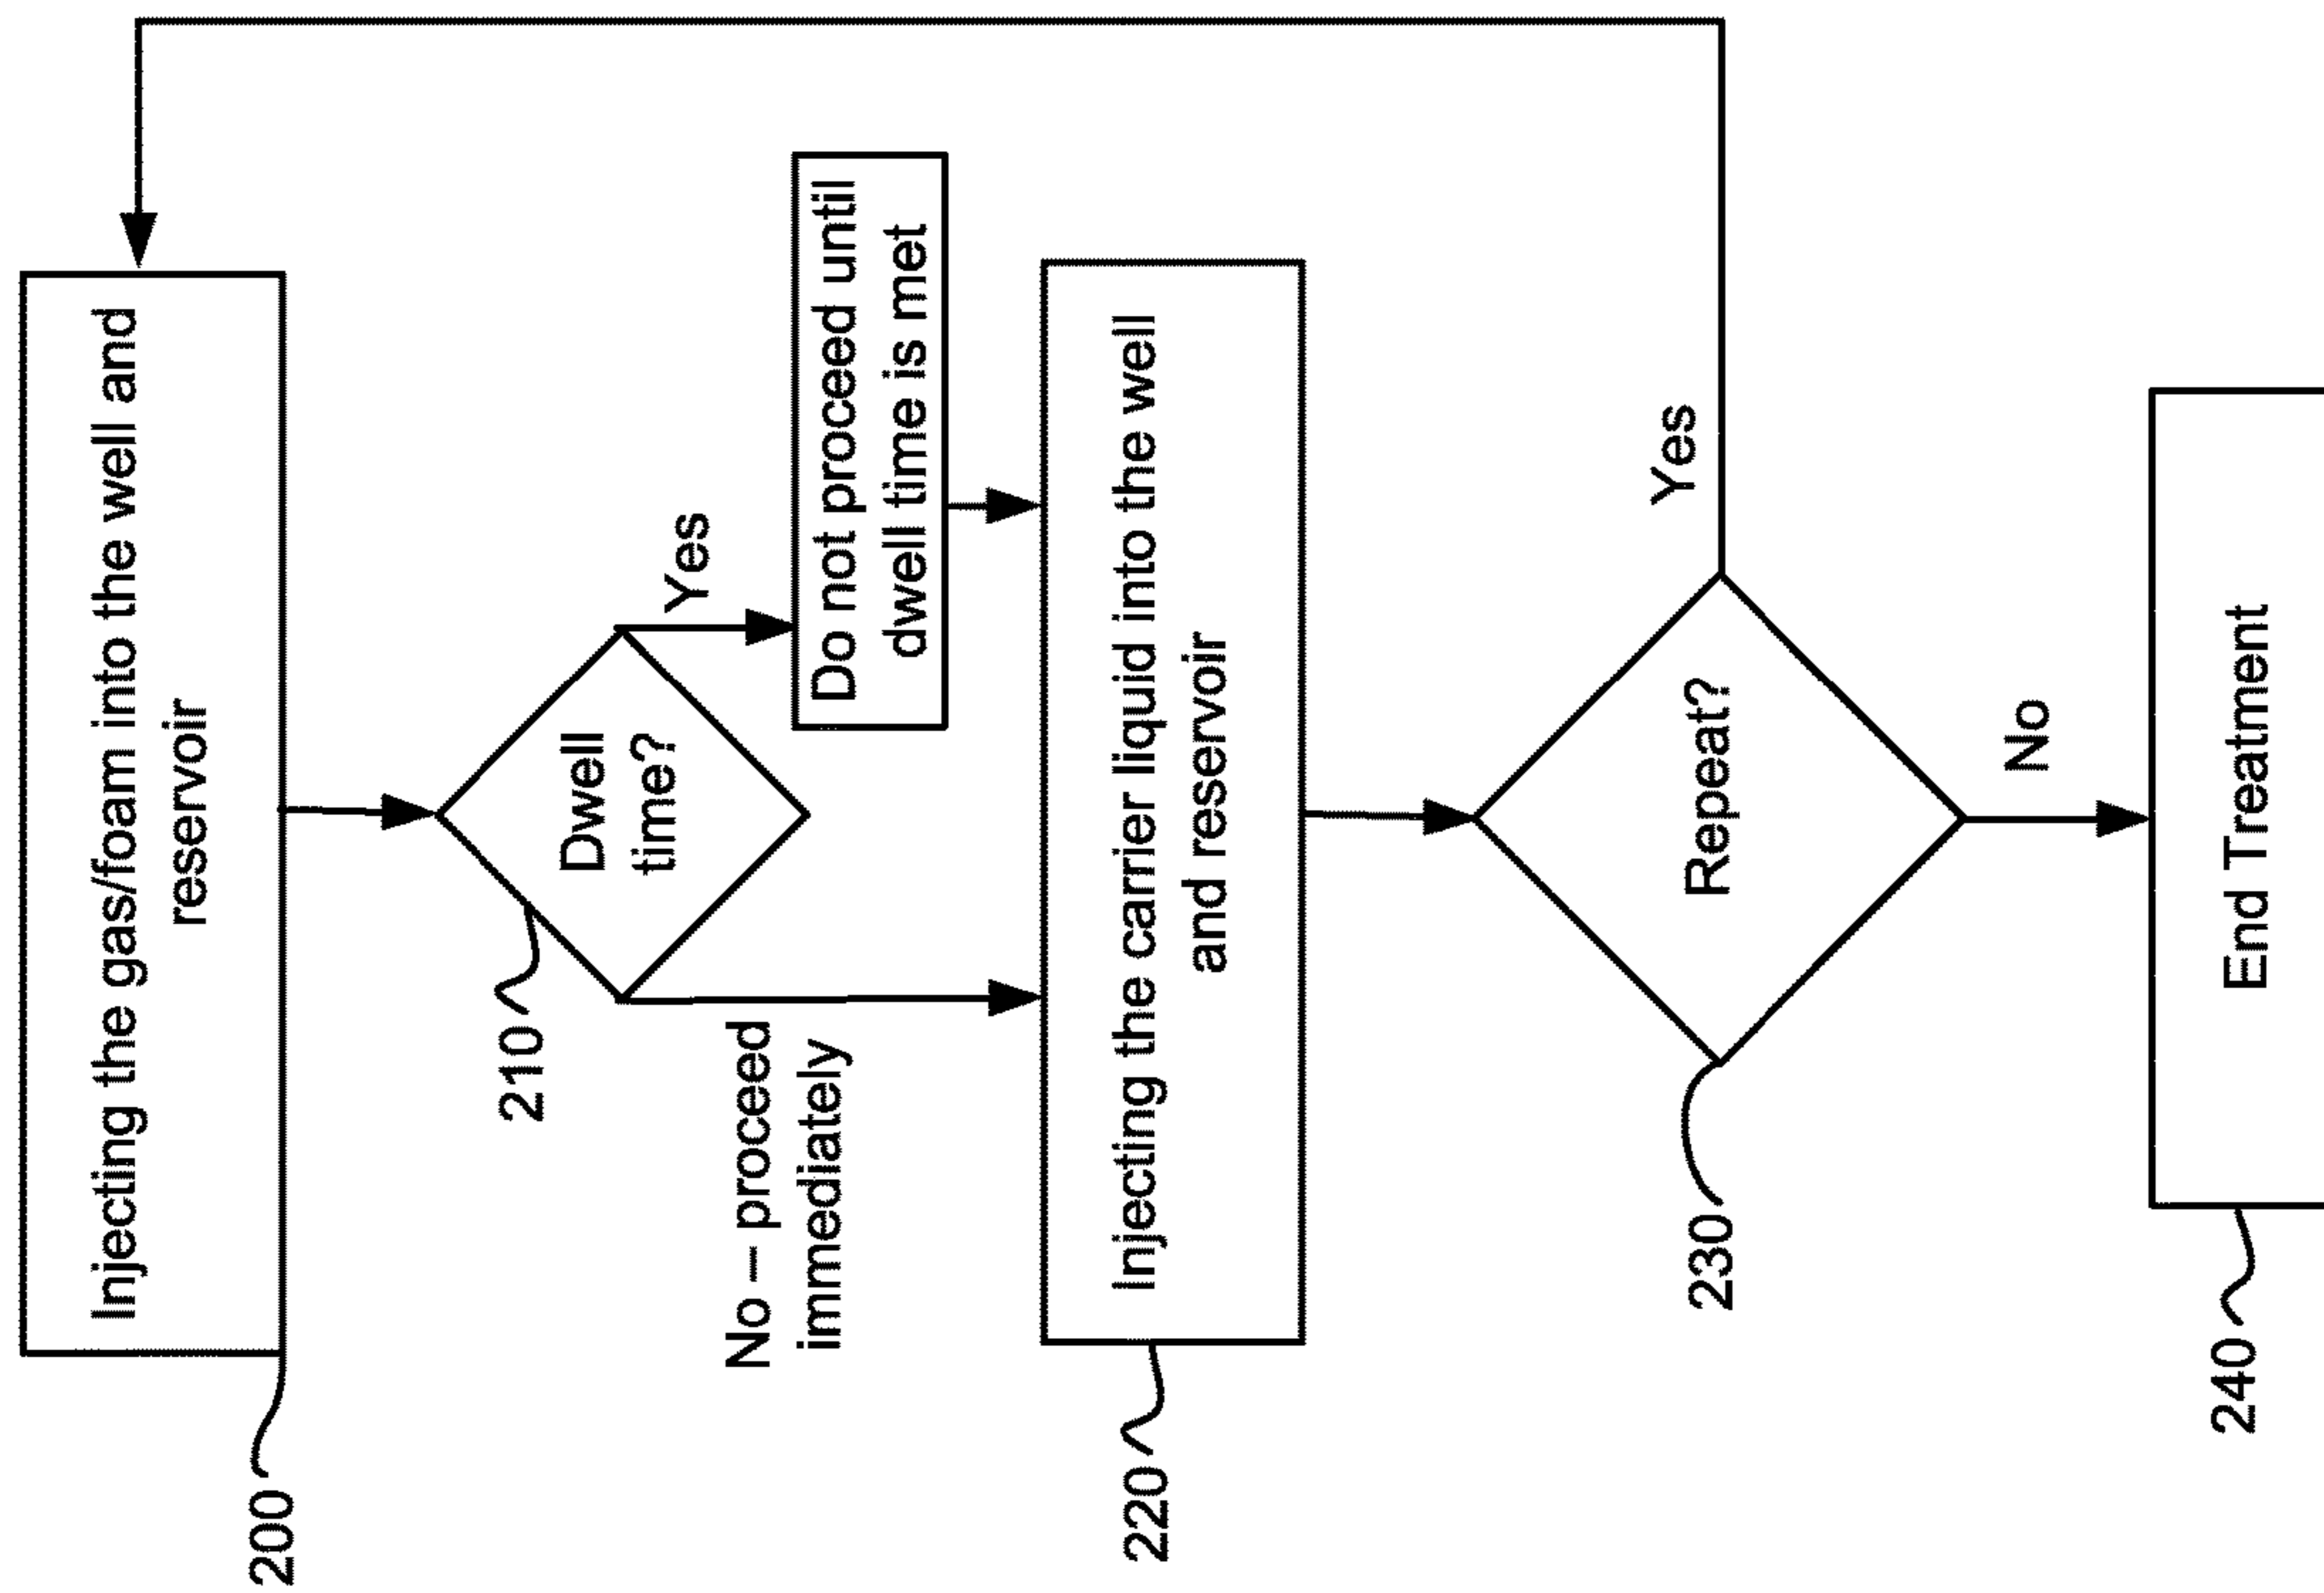 Injecting the gas/foam into the well and
reservoir
200
Dwell
time?
210
Yes
Do not proceed until
dwell time is met
No – proceed
immediately
Injecting the carrier liquid into the well
and reservoir
220
Repeat?
230
Yes
No
End Treatment
240